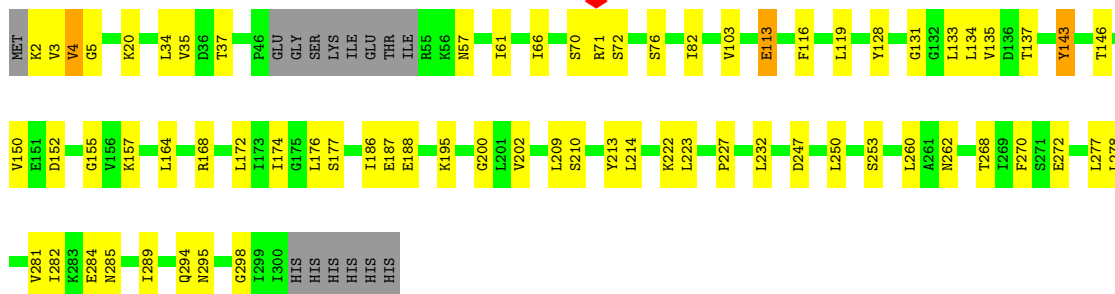 MET K2 V3 V4 G5 K20 L34 V35 D36 T37 P46 GLU GLY SER LYS ILE GLU THR ILE R55 K56 N57 I61 I66 S70 R71 S72 S76 I82 V103 E113 F116 L119 Y128 G131 G132 L133 L134 V135 D136 T137 Y143 T146
V150 E151 D152 G155 V156 K157 L164 R168 L172 I173 I174 G175 L176 S177 I186 E187 E188 K195 G200 L201 V202 L209 S210 Y213 L214 K222 L223 P227 L232 D247 L250 S253 L260 A261 N262 T268 I269 F270 S271 E272 L277
V281 I282 K283 E284 N285 I289 Q294 N295 G298 I299 I300 HIS HIS HIS HIS HIS HIS